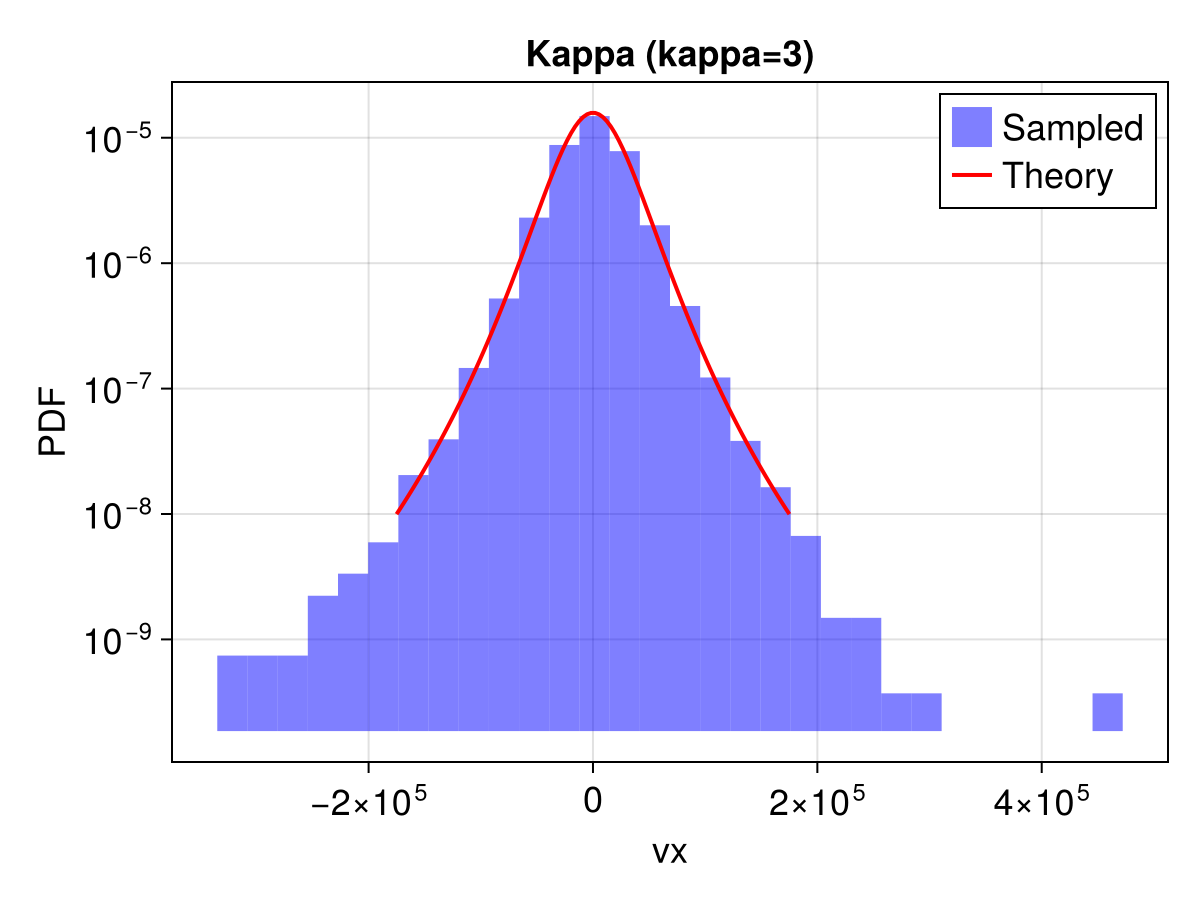 Kappa (kappa=3)
Sampled
Theory
10⁻⁵
10⁻⁶
10⁻⁷
10⁻⁸
10⁻⁹
PDF
−2×10⁵
0
2×10⁵
4×10⁵
vx